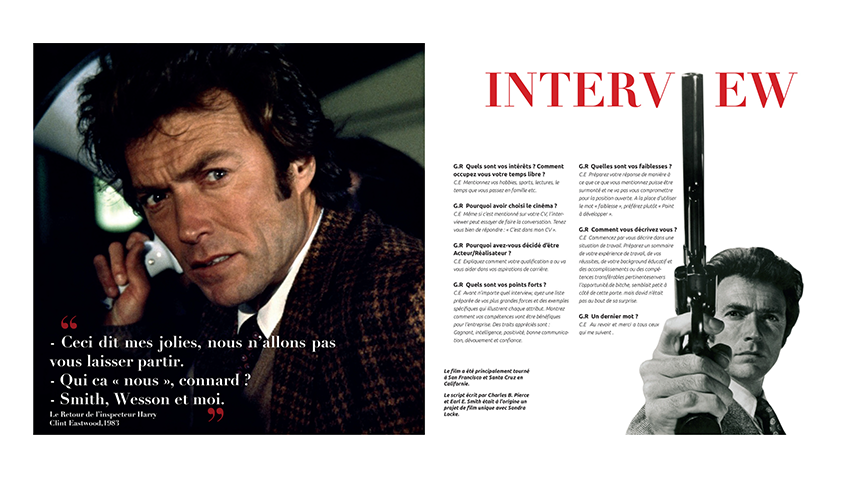 “
- Ceci dit mes jolies, nous n’allons pas
vous laisser partir.
- Qui ca « nous », connard ?
- Smith, Wesson et moi.
Le Retour de l’inspecteur Harry
Clint Eastwood,1983
”
INTERV EW
G.R Quels sont vos intérêts ? Comment
occupez vous votre temps libre ?
C.E Mentionnez vos hobbies, sports, lectures, le
temps que vous passez en famille etc.
G.R Pourquoi avoir choisi le cinéma ?
C.E Même si c’est mentionné sur votre CV, l’inter-
viewer peut essayer de faire la conversation. Tenez
vous bien de répondre : « C’est dans mon CV ».
G.R Pourquoi avez-vous décidé d’être
Acteur/Réalisateur ?
C.E Expliquez comment votre qualification a ou va
vous aider dans vos aspirations de carrière.
G.R Quels sont vos points forts ?
C.E Avant n’importe quel interview, ayez une liste
préparée de vos plus grandes forces et des exemples
spécifiques qui illustrent chaque attribut. Montrez
comment vos compétences vont être bénéfiques
pour l’entreprise. Des traits appréciés sont :
Gagnant, intelligence, positivité, bonne communica-
tion, dévouement et confiance.
Le film a été principalement tourné
à San Francisco et Santa Cruz en
Californie.
Le script écrit par Charles B. Pierce
et Earl E. Smith était à l’origine un
projet de film unique avec Sondra
Locke.
G.R Quelles sont vos faiblesses ?
C.E Préparez votre réponse de manière à
ce que ce que vous mentionnez puisse être
surmonté et ne va pas vous compromettre
pour la position ouverte. A la place d’utiliser
le mot « faiblesse », préférez plutôt « Point
à développer ».
G.R Comment vous décrivez vous ?
C.E Commencez par vous décrire dans une
situation de travail. Préparez un sommaire
de votre expérience de travail, de vos
réussites, de votre background éducatif et
des accomplissements ou des compé-
tences transférables pertinenteservers
l’opportunité de bitche, semblait petit à
côté de cette porte. mais david n’était
pas au bout de sa surprise.
G.R Un dernier mot ?
C.E Au revoir et merci a tous ceux
qui me suivent .